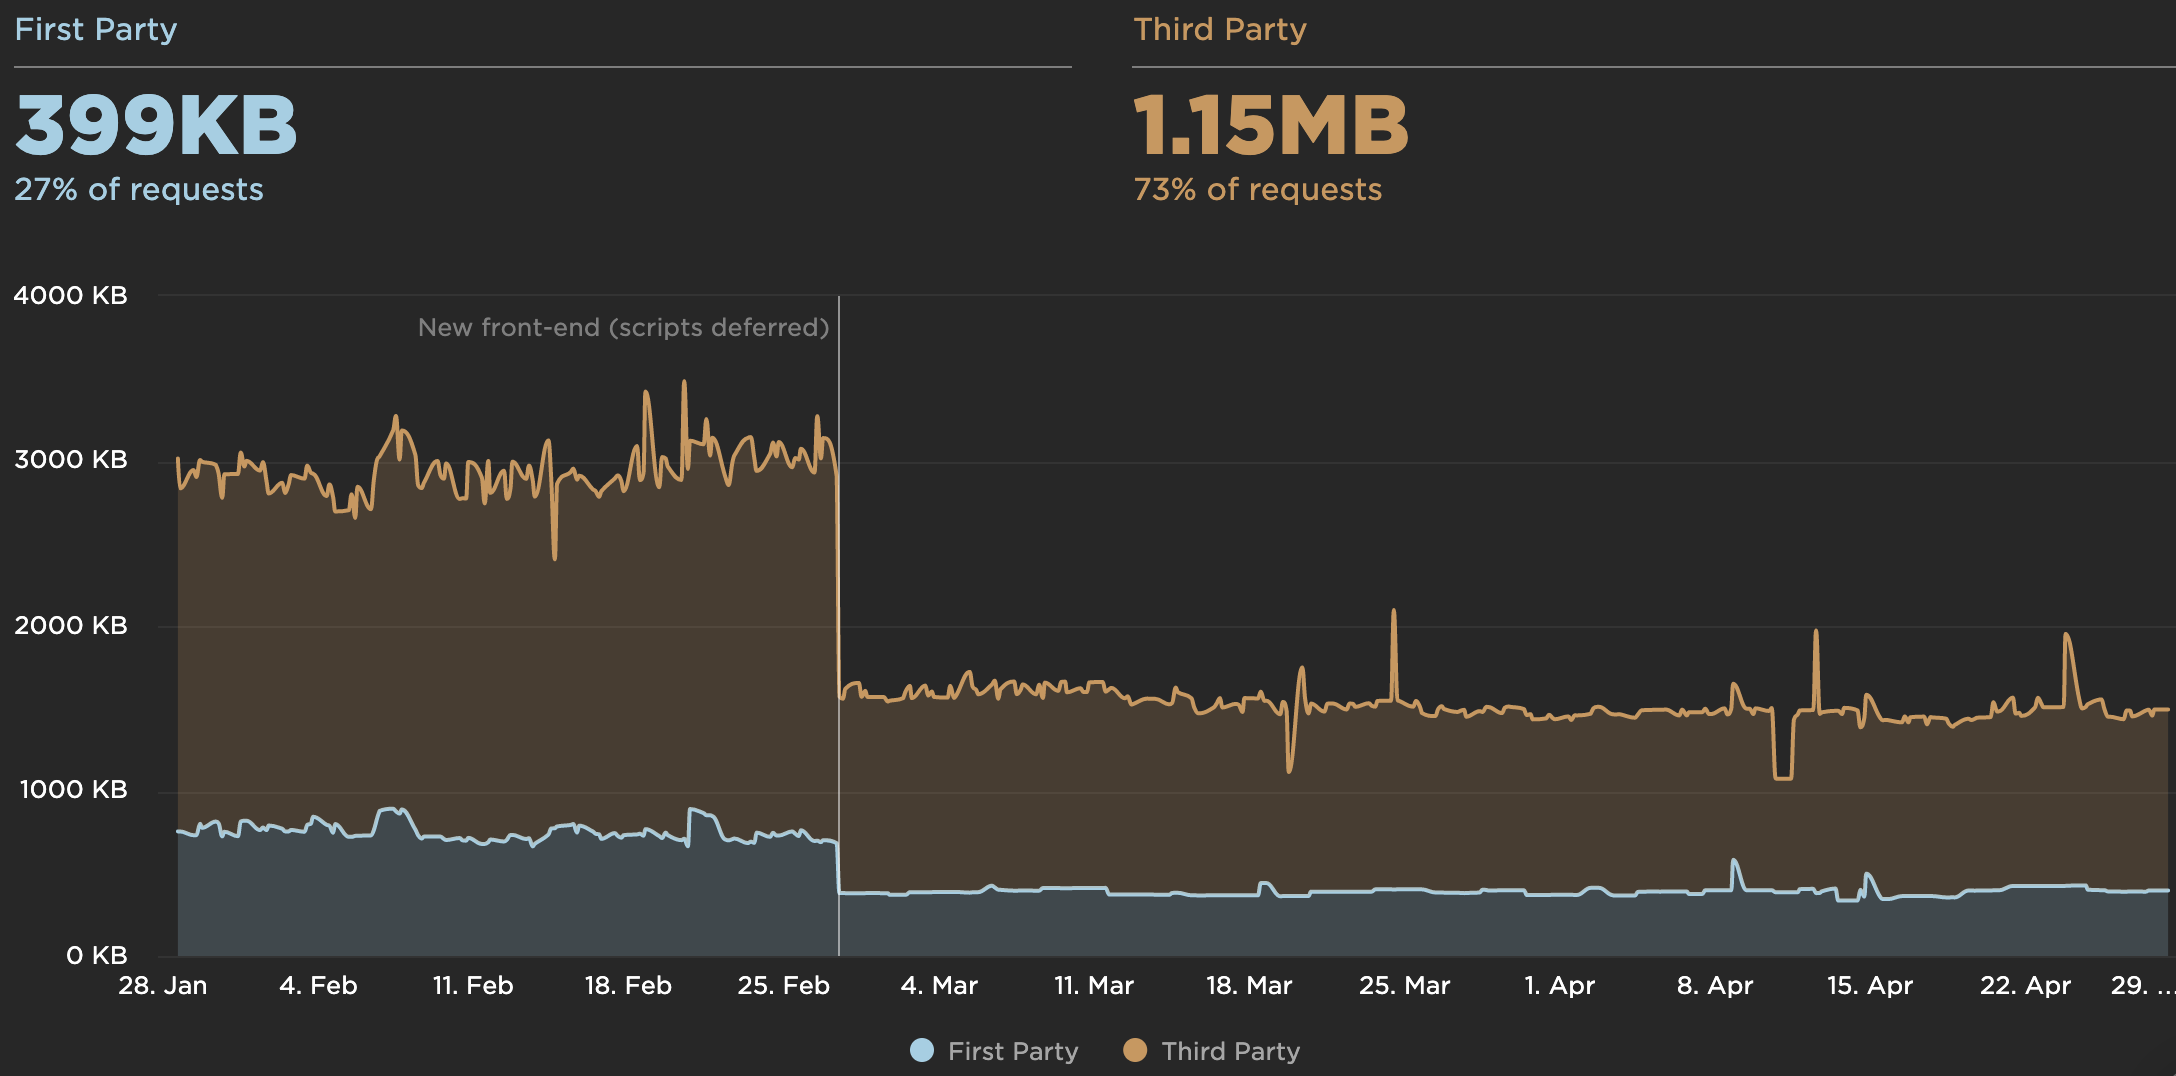 First Party
399KB
27% of requests
Third Party
1.15MB
73% of requests
4000 KB
3000 KB
2000 KB
1000 KB
0 KB
New front-end (scripts deferred)
28. Jan 4. Feb 11. Feb 18. Feb 25. Feb 4. Mar 11. Mar 18. Mar 25. Mar 1. Apr 8. Apr 15. Apr 22. Apr 29. ...
First Party Third Party